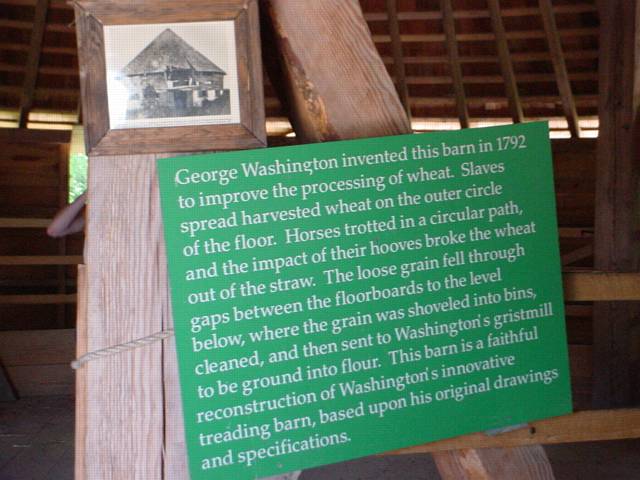 George Washington invented this barn in 1792
to improve the processing of wheat. Slaves
spread harvested wheat on the outer circle
of the floor. Horses trotted in a circular path,
and the impact of their hooves broke the wheat
out of the straw. The loose grain fell through
gaps between the floorboards to the level
below, where the grain was shoveled into bins,
cleaned, and then sent to Washington's gristmill
to be ground into flour. This barn is a faithful
reconstruction of Washington's innovative
treading barn, based upon his original drawings
and specifications.